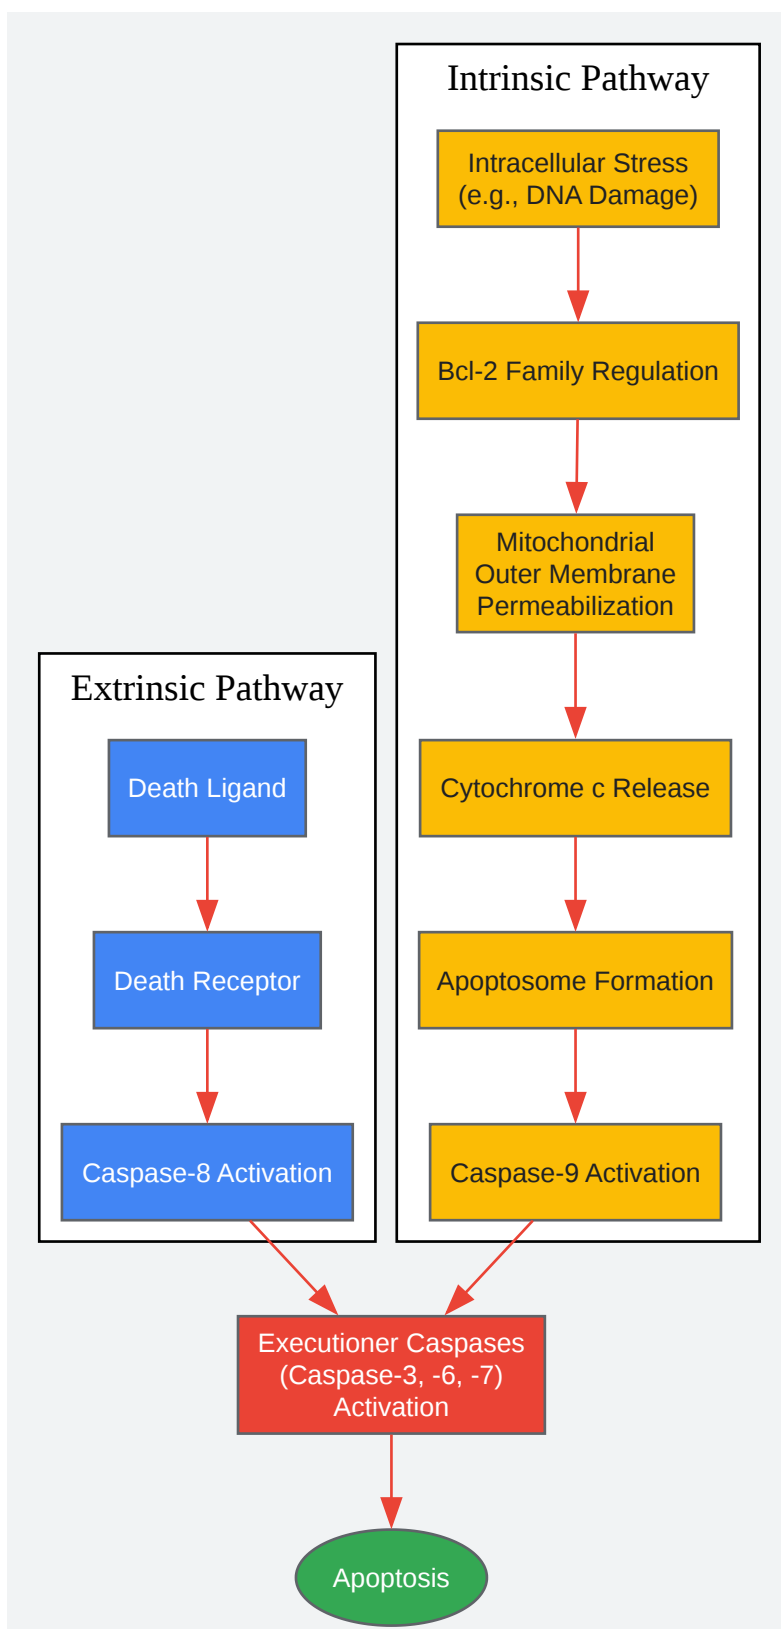 Intrinsic Pathway
Intracellular Stress
(e.g., DNA Damage)
Bcl-2 Family Regulation
Mitochondrial
Outer Membrane
Permeabilization
Cytochrome c Release
Apoptosome Formation
Caspase-9 Activation
Extrinsic Pathway
Death Ligand
Death Receptor
Caspase-8 Activation
Executioner Caspases
(Caspase-3, -6, -7)
Activation
Apoptosis